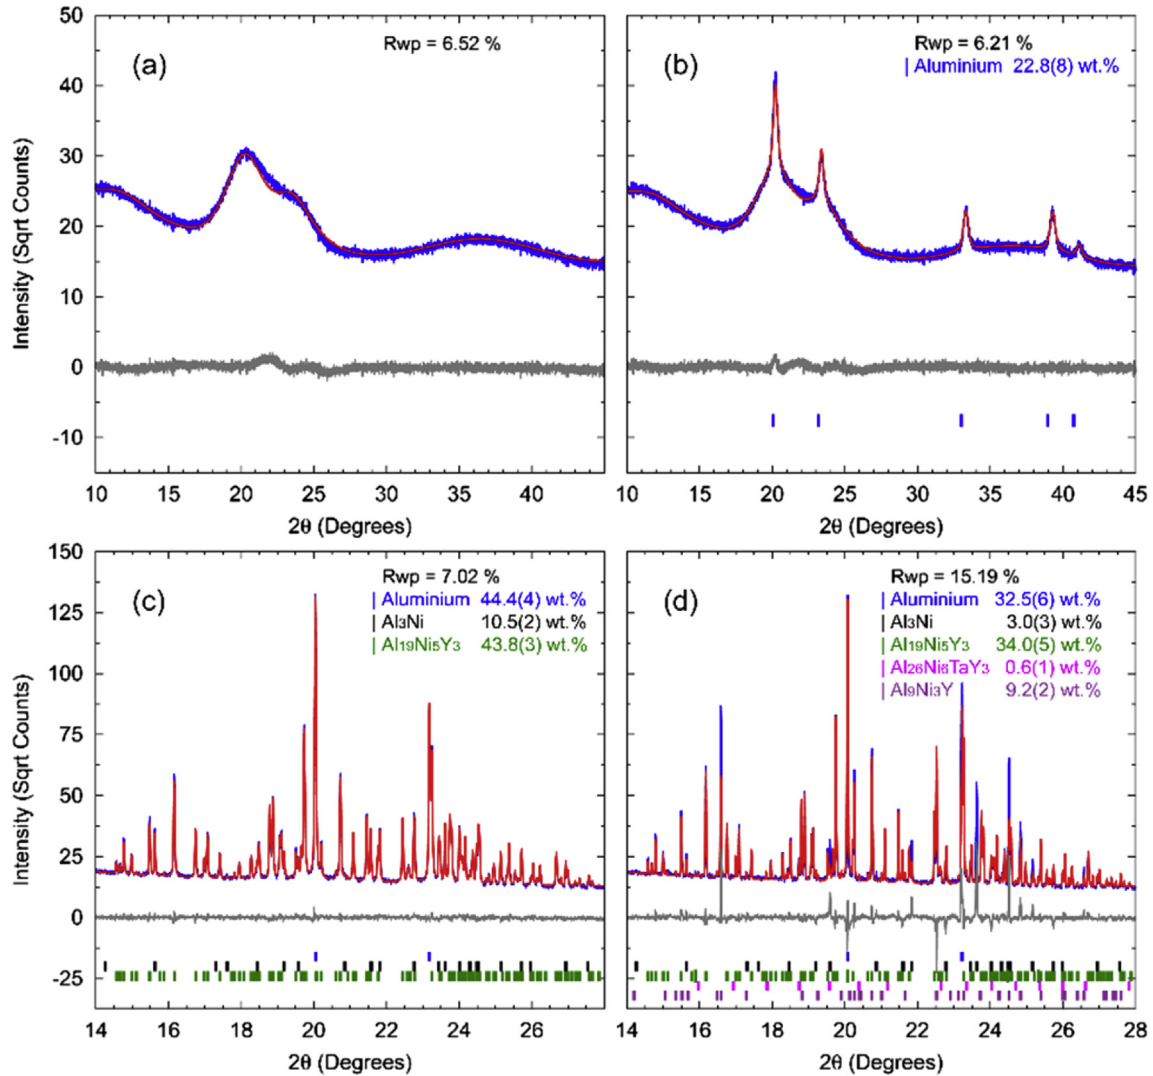 (a)
Rwp = 6.52 %
Intensity (Sqrt Counts)
50
40
30
20
10
0
-10
10 15 20 25 30 35 40 45
2θ (Degrees)
(b)
Rwp = 6.21 %
| Aluminium 22.8(8) wt.%
10 15 20 25 30 35 40 45
2θ (Degrees)
(c)
Rwp = 7.02 %
| Aluminium 44.4(4) wt.%
| Al3Ni 10.5(2) wt.%
| Al19Ni5Y3 43.8(3) wt.%
Intensity (Sqrt Counts)
150
125
100
75
50
25
0
-25
14 16 18 20 22 24 26 28
2θ (Degrees)
(d)
Rwp = 15.19 %
| Aluminium 32.5(6) wt.%
| Al3Ni 3.0(3) wt.%
| Al19Ni5Y3 34.0(5) wt.%
| Al26Ni6TaY3 0.6(1) wt.%
| Al9Ni3Y 9.2(2) wt.%
14 16 18 20 22 24 26 28
2θ (Degrees)